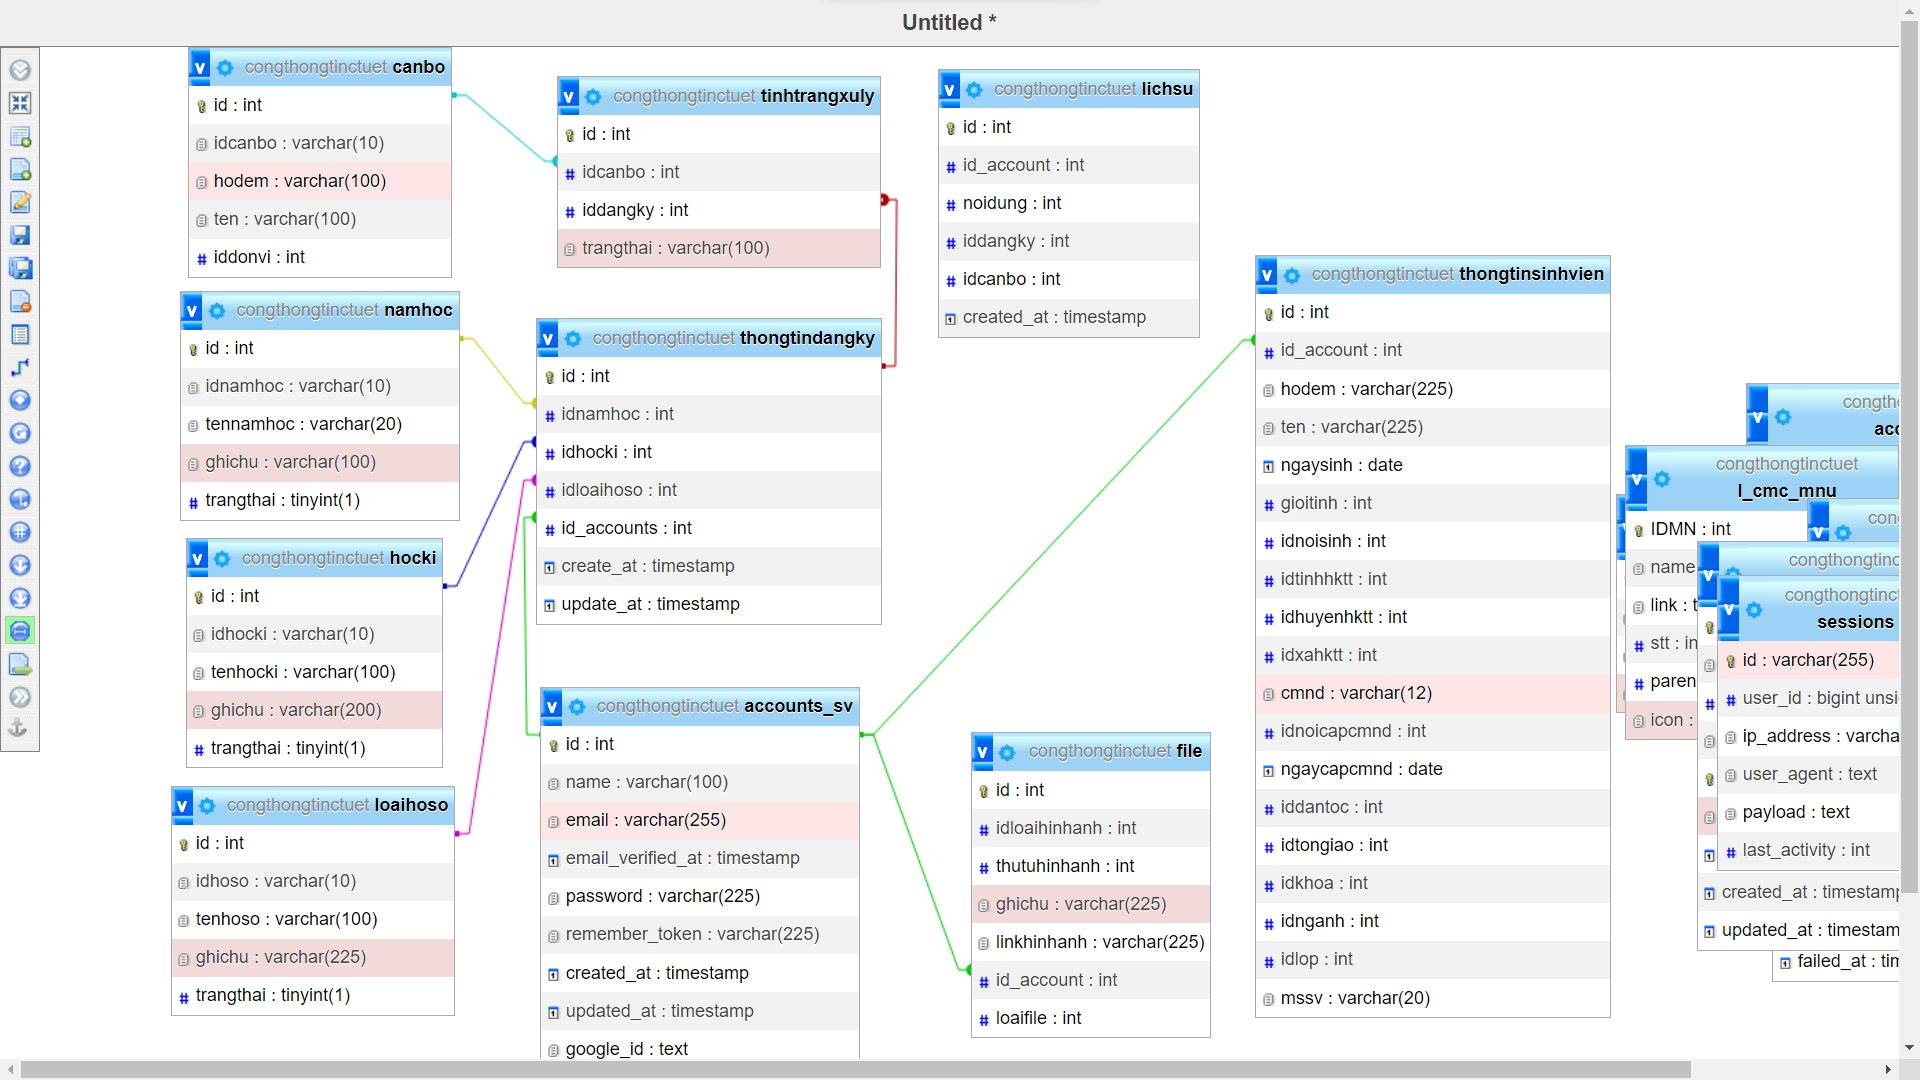 Untitled *
congthongtinctuet canbo
id : int
idcanbo : varchar(10)
hodem : varchar(100)
ten : varchar(100)
iddonvi : int
congthongtinctuet namhoc
id : int
idnamhoc : varchar(10)
tennamhoc : varchar(20)
ghichu : varchar(100)
trangthai : tinyint(1)
congthongtinctuet hocki
id : int
idhocki : varchar(10)
tenhocki : varchar(100)
ghichu : varchar(200)
trangthai : tinyint(1)
congthongtinctuet loaihoso
id : int
idhoso : varchar(10)
tenhoso : varchar(100)
ghichu : varchar(225)
trangthai : tinyint(1)
congthongtinctuet tinhtrangxuly
id : int
idcanbo : int
iddangky : int
trangthai : varchar(100)
congthongtinctuet thongtindangky
id : int
idnamhoc : int
idhocki : int
idloaihoso : int
id_accounts : int
create_at : timestamp
update_at : timestamp
congthongtinctuet accounts_sv
id : int
name : varchar(100)
email : varchar(255)
email_verified_at : timestamp
password : varchar(225)
remember_token : varchar(225)
created_at : timestamp
updated_at : timestamp
google_id : text
congthongtinctuet lichsu
id : int
id_account : int
noidung : int
iddangky : int
idcanbo : int
created_at : timestamp
congthongtinctuet file
id : int
idloaihinhanh : int
thutuhinhanh : int
ghichu : varchar(225)
linkhinhanh : varchar(225)
id_account : int
loaifile : int
congthongtinctuet thongtinsinhvien
id : int
id_account : int
hodem : varchar(225)
ten : varchar(225)
ngaysinh : date
gioitinh : int
idnoisinh : int
idtinhhktt : int
idhuyenhktt : int
idxahktt : int
cmnd : varchar(12)
idnoicapcmnd : int
ngaycapcmnd : date
iddantoc : int
idtongiao : int
idkhoa : int
idnganh : int
idlop : int
mssv : varchar(20)
congth
acc
congthongtinctuet
l_cmc_mnu
IDMN : int
name
link : t
stt : in
paren
icon :
con
congthongtinc
congthongtinct
sessions
id : varchar(255)
user_id : bigint unsi
ip_address : varcha
user_agent : text
payload : text
last_activity : int
created_at : timestamp
updated_at : timestam
failed_at : tim